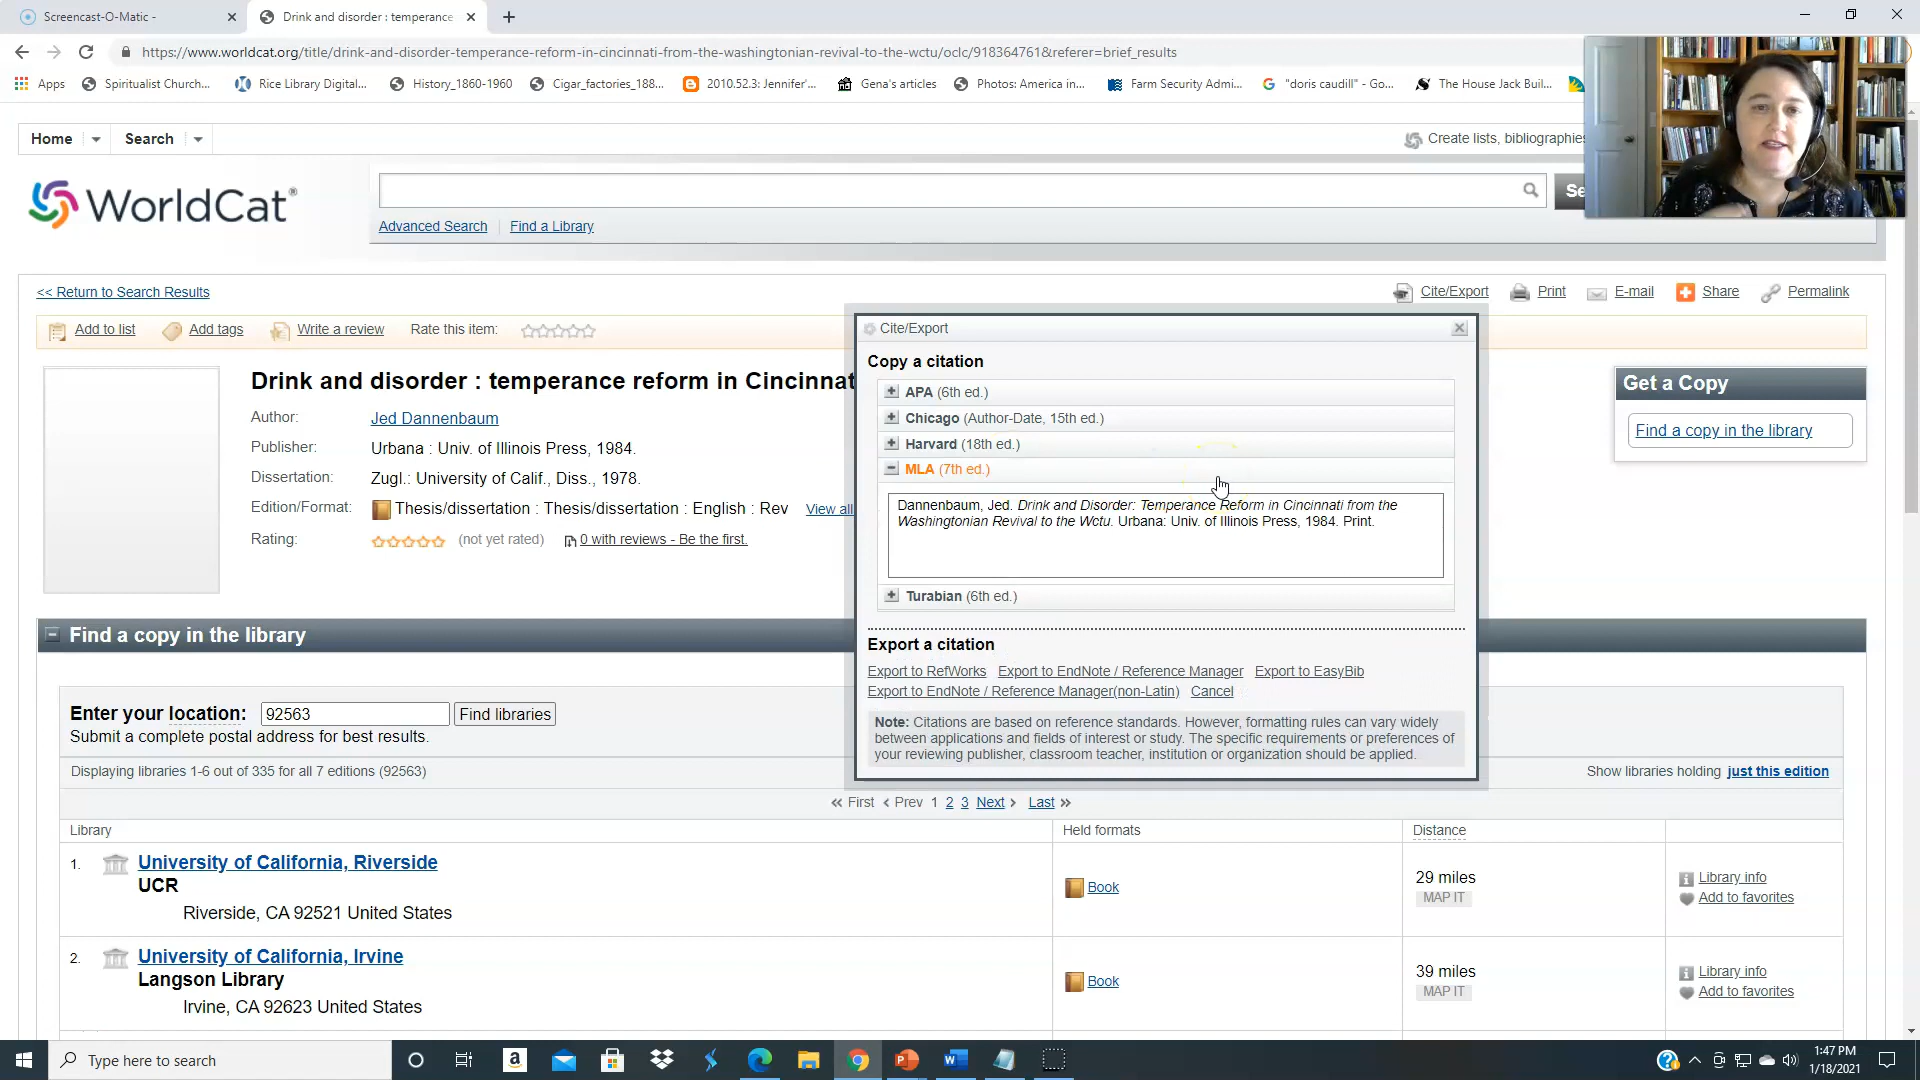 Screencast-O-Matic -
Drink and disorder : temperance
https://www.worldcat.org/title/drink-and-disorder-temperance-reform-in-cincinnati-from-the-washingtonian-revival-to-the-wctu/oclc/918364761&referer=brief_results
Apps
Spiritualist Church...
Rice Library Digital...
History_1860-1960
Cigar_factories_188...
2010.52.3: Jennifer'...
Gena's articles
Photos: America in...
Farm Security Admi...
"doris caudill" - Go...
The House Jack Buil...
Home
Search
Create lists, bibliographies
WorldCat®
Se
Advanced Search
Find a Library
<< Return to Search Results
Cite/Export
Print
E-mail
Share
Permalink
Add to list
Add tags
Write a review
Rate this item:
Drink and disorder : temperance reform in Cincinnat
Author: Jed Dannenbaum
Publisher: Urbana : Univ. of Illinois Press, 1984.
Dissertation: Zugl.: University of Calif., Diss., 1978.
Edition/Format: Thesis/dissertation : Thesis/dissertation : English : Rev View all
Rating: (not yet rated) 0 with reviews - Be the first.
Cite/Export
Copy a citation
APA (6th ed.)
Chicago (Author-Date, 15th ed.)
Harvard (18th ed.)
MLA (7th ed.)
Dannenbaum, Jed. Drink and Disorder: Temperance Reform in Cincinnati from the
Washingtonian Revival to the Wctu. Urbana: Univ. of Illinois Press, 1984. Print.
Turabian (6th ed.)
Export a citation
Export to RefWorks Export to EndNote / Reference Manager Export to EasyBib
Export to EndNote / Reference Manager(non-Latin) Cancel
Note: Citations are based on reference standards. However, formatting rules can vary widely
between applications and fields of interest or study. The specific requirements or preferences of
your reviewing publisher, classroom teacher, institution or organization should be applied.
Get a Copy
Find a copy in the library
Find a copy in the library
Enter your location: 92563 Find libraries
Submit a complete postal address for best results.
Displaying libraries 1-6 out of 335 for all 7 editions (92563)
Show libraries holding just this edition
« First ‹ Prev 1 2 3 Next › Last »
Library Held formats Distance
1. University of California, Riverside
UCR
Riverside, CA 92521 United States
Book
29 miles
MAP IT
Library info
Add to favorites
2. University of California, Irvine
Langson Library
Irvine, CA 92623 United States
Book
39 miles
MAP IT
Library info
Add to favorites
Type here to search
1:47 PM
1/18/2021